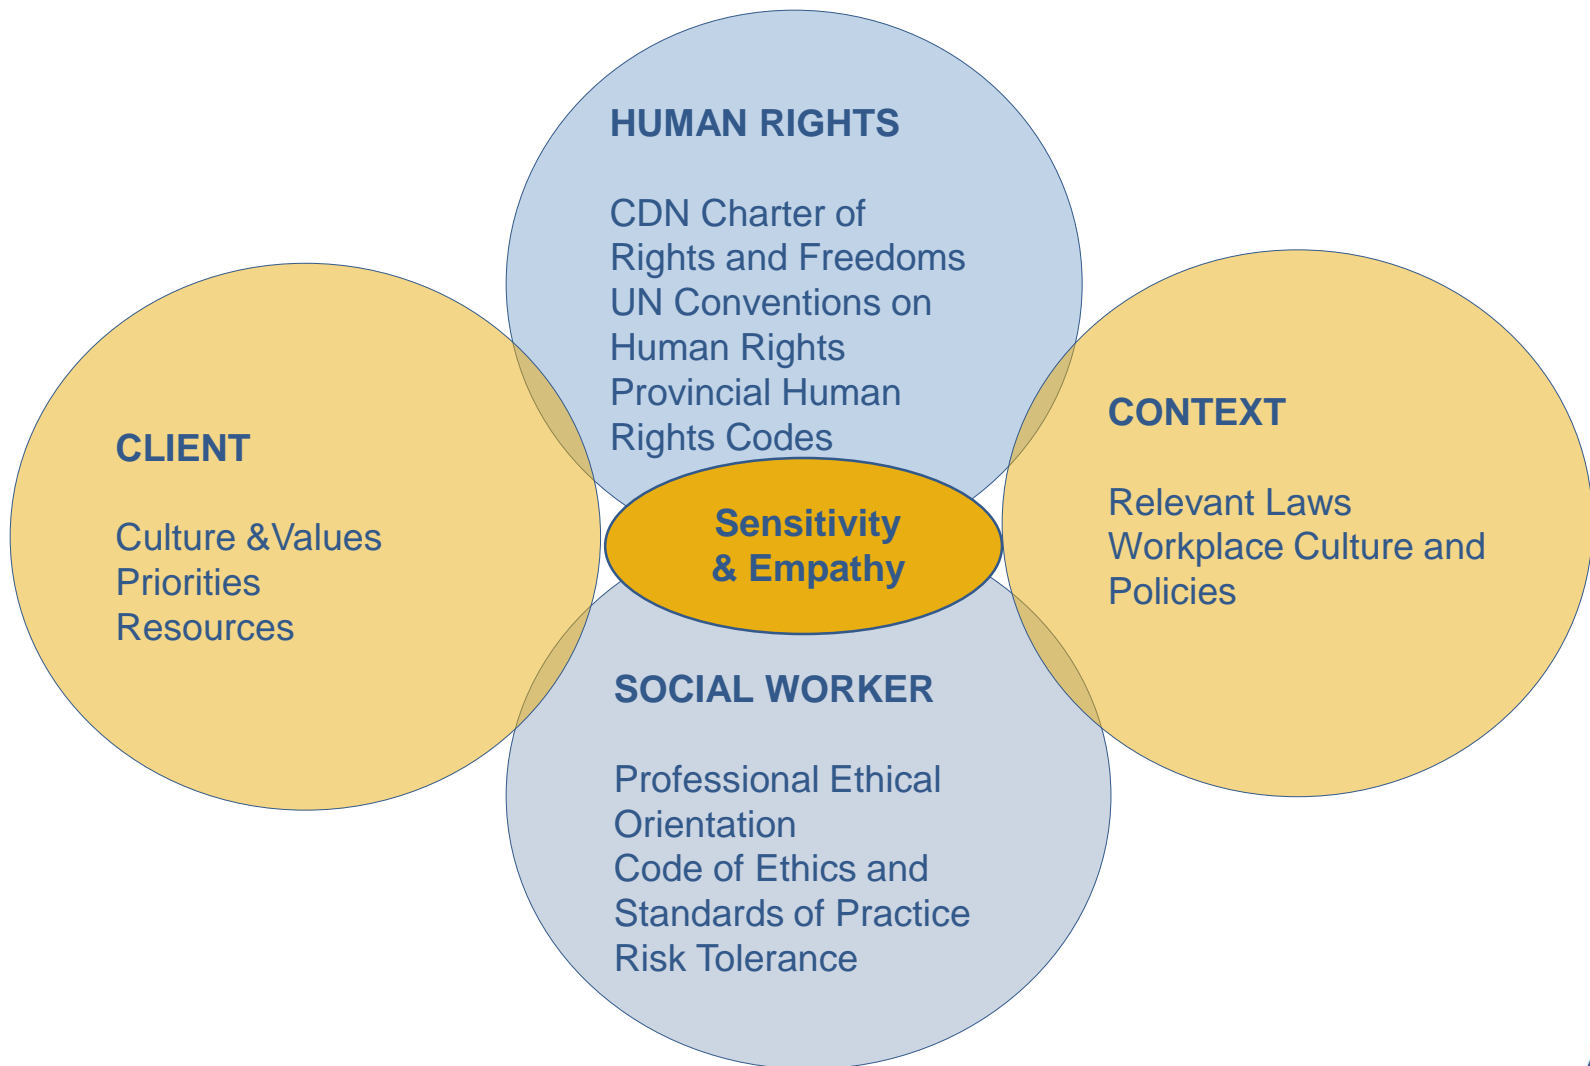 HUMAN RIGHTS
CDN Charter of
Rights and Freedoms
UN Conventions on
Human Rights
Provincial Human
Rights Codes
CLIENT
Culture &Values
Priorities
Resources
Sensitivity
& Empathy
CONTEXT
Relevant Laws
Workplace Culture and
Policies
SOCIAL WORKER
Professional Ethical
Orientation
Code of Ethics and
Standards of Practice
Risk Tolerance